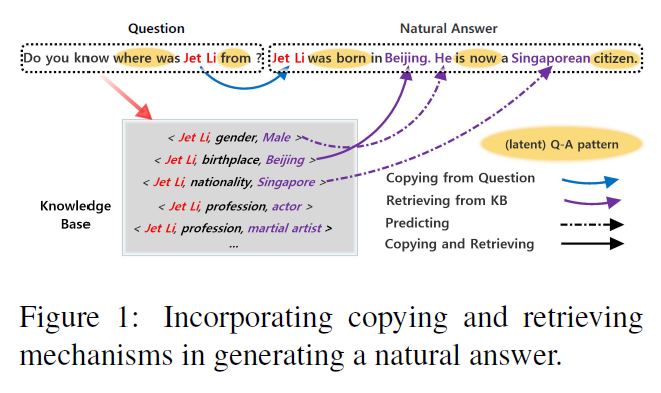 Question
Natural Answer
Do you know where was Jet Li from ?
Jet Li was born in Beijing. He is now a Singaporean citizen.
< Jet Li, gender, Male >
< Jet Li, birthplace, Beijing >
< Jet Li, nationality, Singapore >
< Jet Li, profession, actor >
< Jet Li, profession, martial artist >
...
Knowledge
Base
(latent) Q-A pattern
Copying from Question
Retrieving from KB
Predicting
Copying and Retrieving
Figure 1: Incorporating copying and retrieving
mechanisms in generating a natural answer.